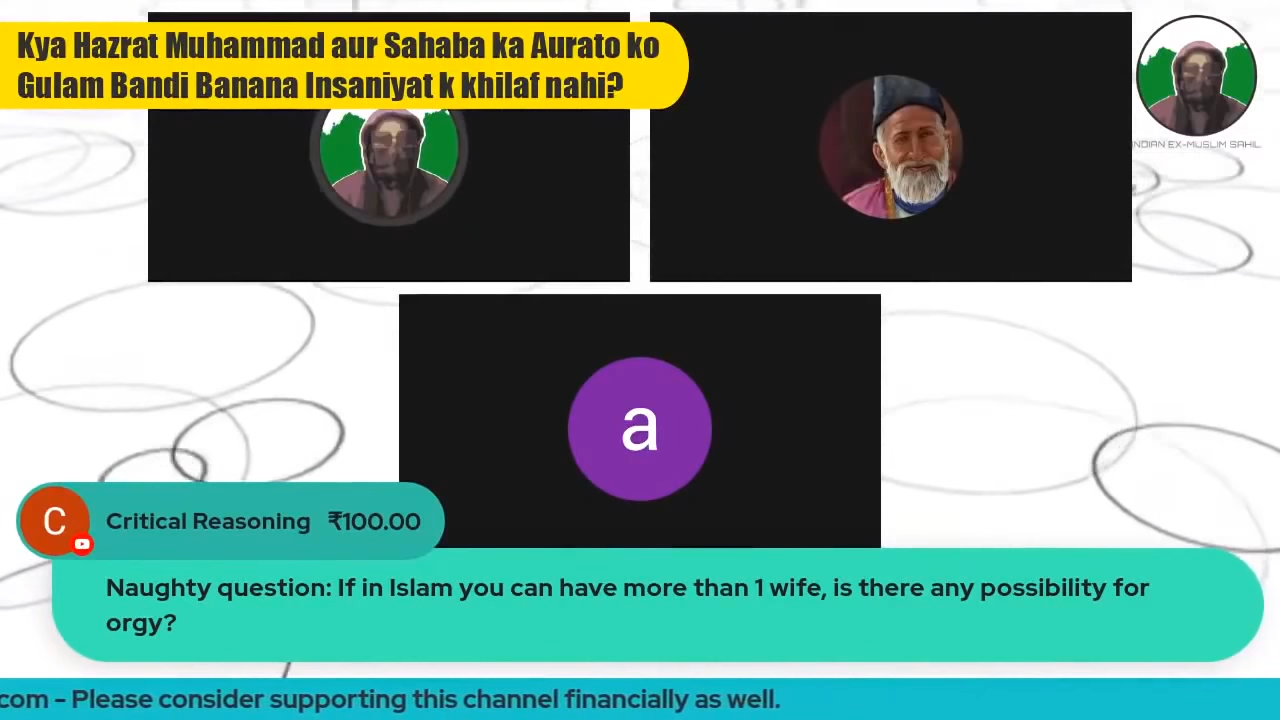 Kya Hazrat Muhammad aur Sahaba ka Aurato ko
Gulam Bandi Banana Insaniyat k khilaf nahi?
INDIAN EX-MUSLIM SAHIL
a
C
Critical Reasoning ₹100.00
Naughty question: If in Islam you can have more than 1 wife, is there any possibility for
orgy?
com - Please consider supporting this channel financially as well.